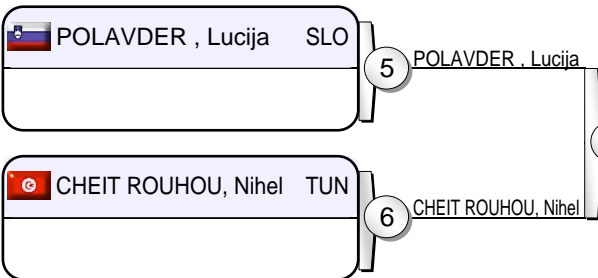 POLAVDER , Lucija SLO
5
POLAVDER , Lucija
CHEIT ROUHOU, Nihel TUN
6
CHEIT ROUHOU, Nihel